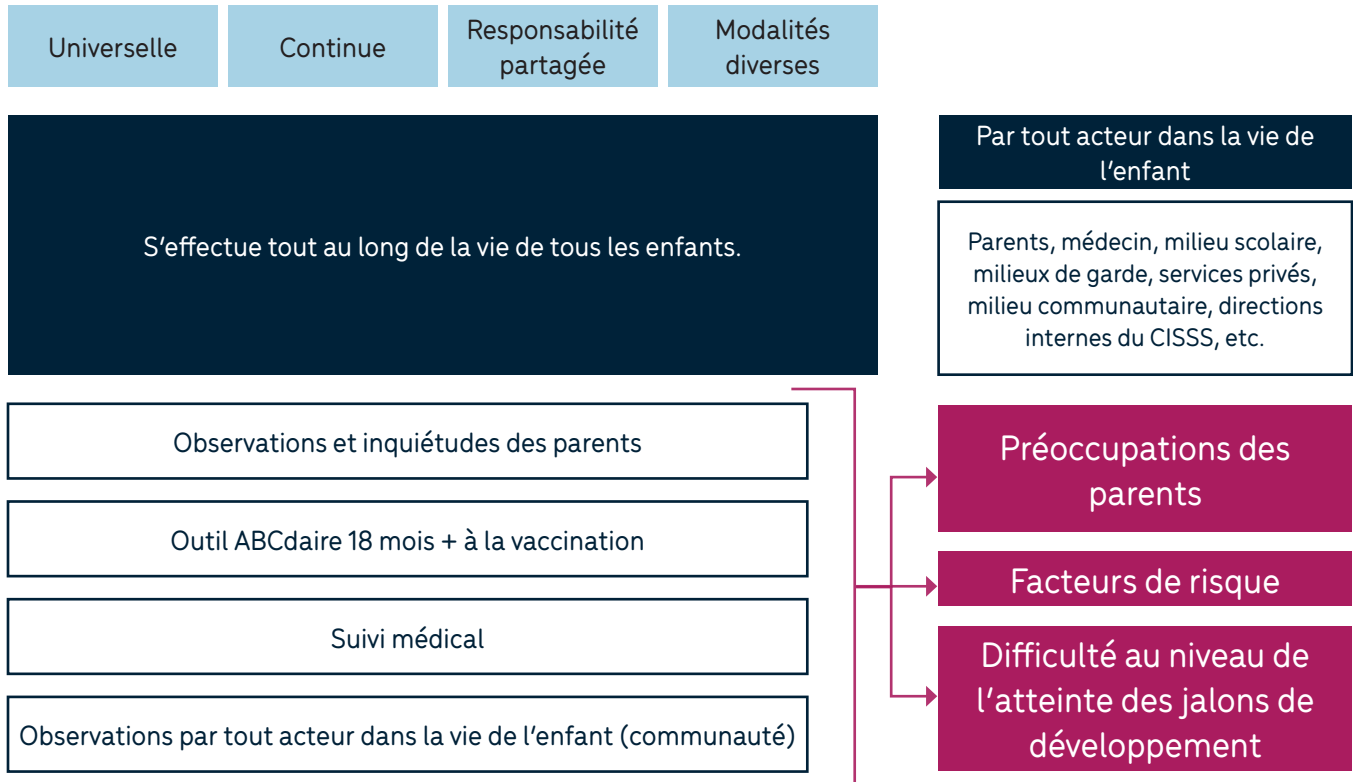 Universelle
Continue
Responsabilité
partagée
Modalités
diverses
S'effectue tout au long de la vie de tous les enfants.
Par tout acteur dans la vie de
l'enfant
Parents, médecin, milieu scolaire,
milieux de garde, services privés,
milieu communautaire, directions
internes du CISSS, etc.
Observations et inquiétudes des parents
Outil ABCdaire 18 mois + à la vaccination
Suivi médical
Observations par tout acteur dans la vie de l'enfant (communauté)
Préoccupations des
parents
Facteurs de risque
Difficulté au niveau de
l'atteinte des jalons de
développement